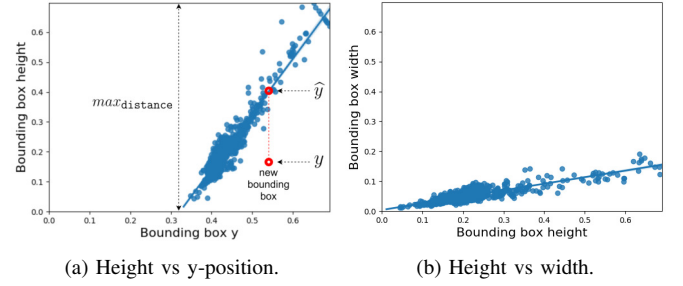 Bounding box height
0.6
0.5
0.4
0.3
0.2
0.1
0.0
0.0 0.1 0.2 0.3 0.4 0.5 0.6
Bounding box y
max_distance
ŷ
y
new
bounding
box
(a) Height vs y-position.
Bounding box width
0.6
0.5
0.4
0.3
0.2
0.1
0.0
0.0 0.1 0.2 0.3 0.4 0.5 0.6
Bounding box height
(b) Height vs width.